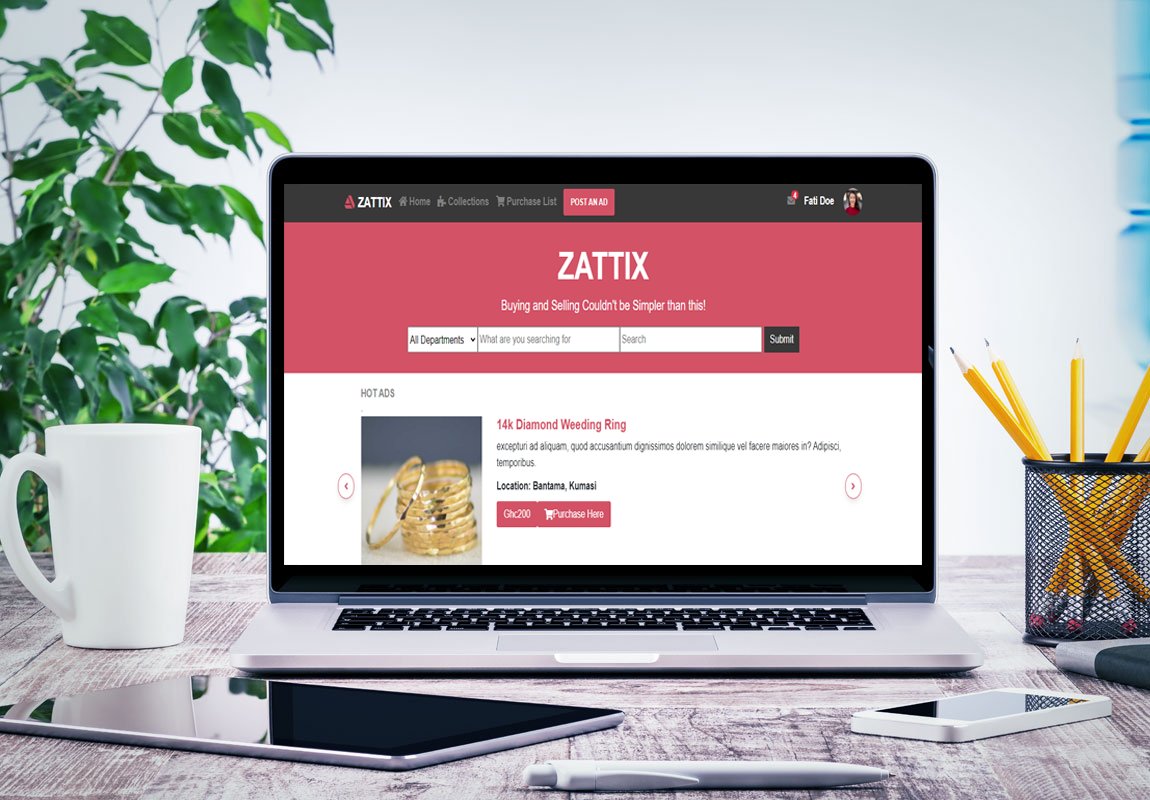 ZATTIX Home Collections Purchase List POST AN AD 4 Fati Doe
ZATTIX
Buying and Selling Couldn't be Simpler than this!
All Departments What are you searching for Search Submit
HOT ADS
14k Diamond Weeding Ring
excepturi ad aliquam, quod accusantium dignissimos dolorem similique vel facere maiores in? Adipisci,
temporibus.
Location: Bantama, Kumasi
Ghc200 Purchase Here